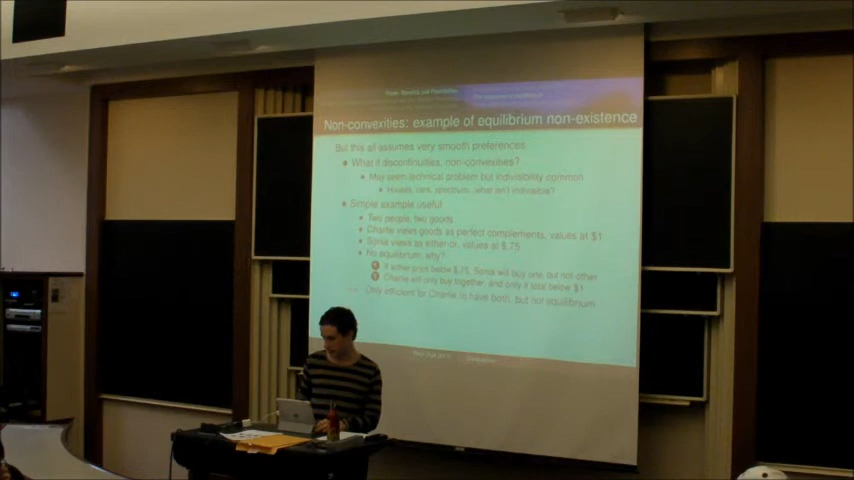 Non-convexities: example of equilibrium non-existence
But this all assumes very smooth preferences
What if discontinuities, non-convexities?
May seem technical problem but indivisibility common
Houses, cars, spectrum...what isn't indivisible?
Simple example useful
Two people, two goods
Charlie views goods as perfect complements, values at $1
Sonia views as either-or, values at $.75
No equilibrium, why?
If either price below $.75, Sonia will buy one, but not other
Charlie will only buy together, and only if total below $1
Only efficient for Charlie to have both, but not equilibrium